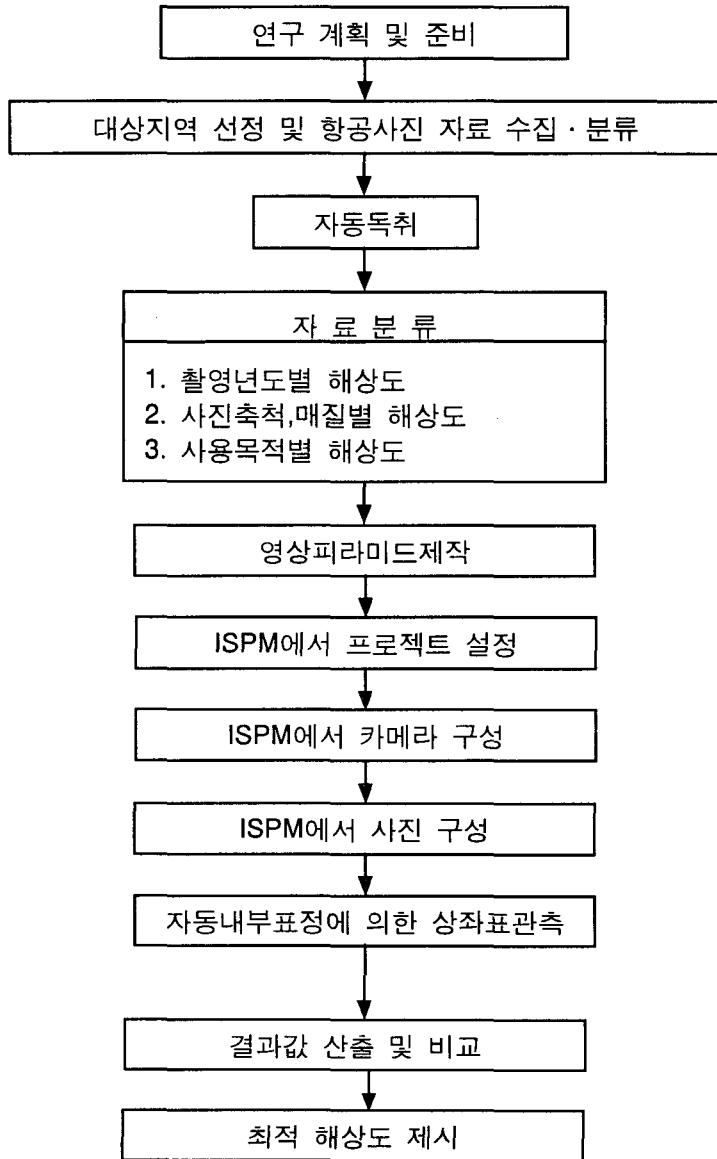 연구 계획 및 준비
대상지역 선정 및 항공사진 자료 수집 · 분류
자동독취
자 료 분 류
1. 촬영년도별 해상도
2. 사진축척,매질별 해상도
3. 사용목적별 해상도
영상피라미드제작
ISPM에서 프로젝트 설정
ISPM에서 카메라 구성
ISPM에서 사진 구성
자동내부표정에 의한 상좌표관측
결과값 산출 및 비교
최적 해상도 제시